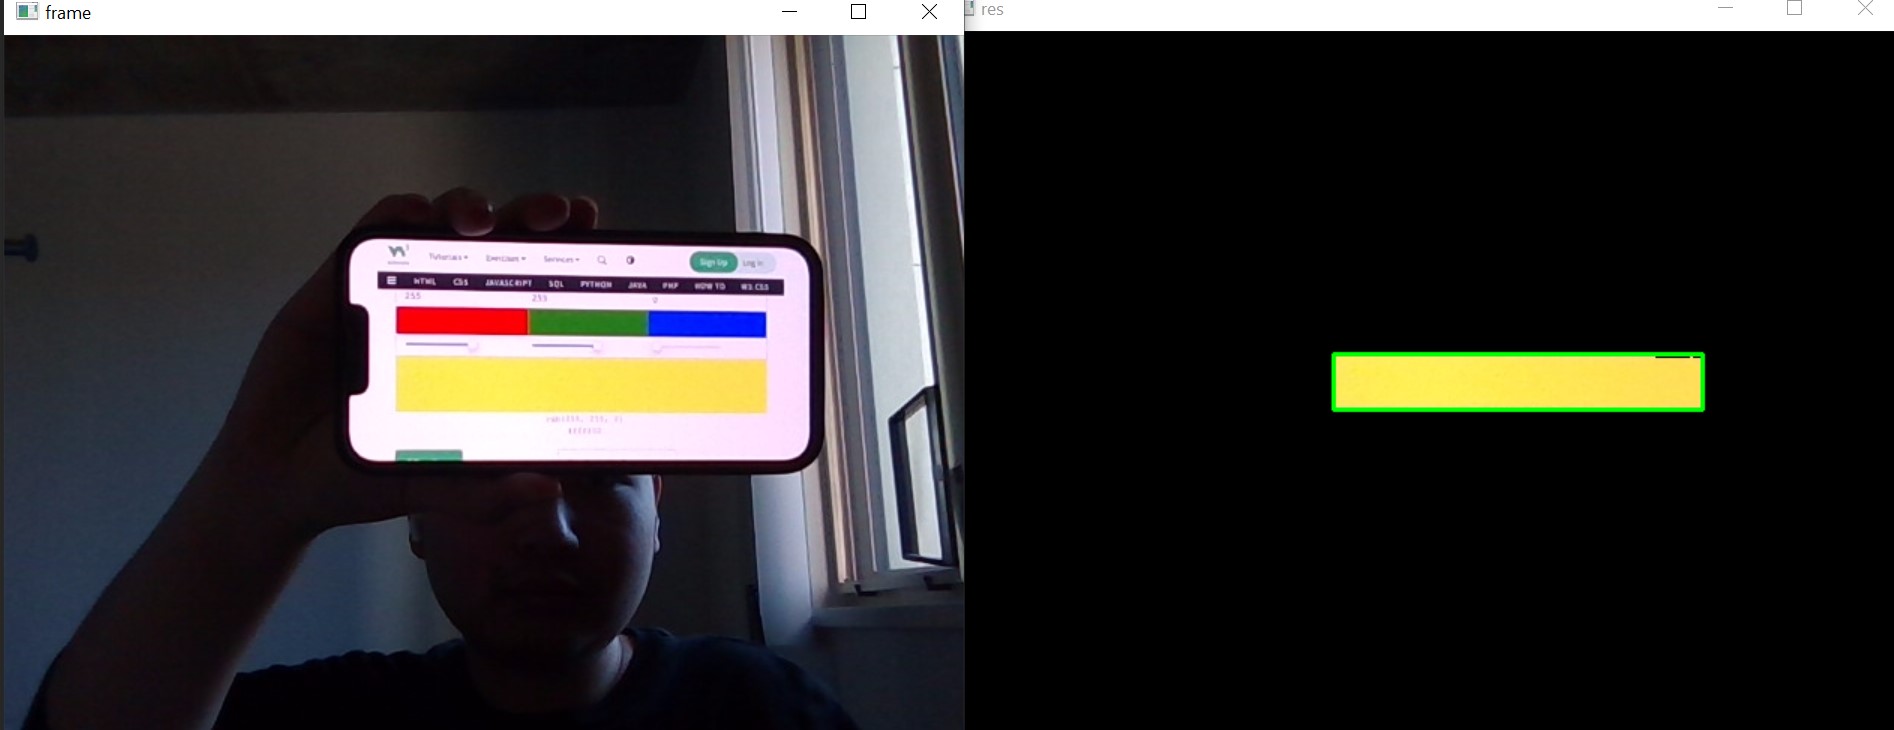 frame
res
Tutorials Exercises Services Sign Up Log in
HTML CSS JAVASCRIPT SQL PYTHON JAVA PHP HOW TO W3.CSS
255 255 0